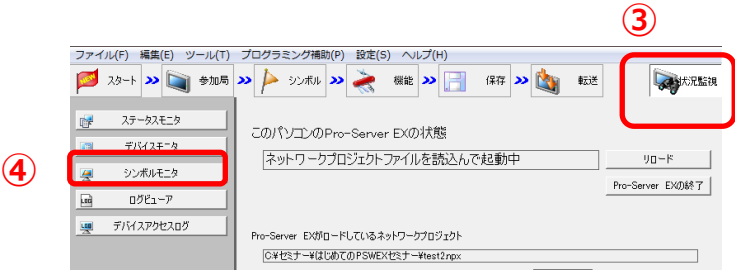 ③
ファイル(F) 編集(E) ツール(T) プログラミング補助(P) 設定(S) ヘルプ(H)
スタート 参加局 シンボル 機能 保存 転送 状況監視
ステータスモニタ
このパソコンのPro-Server EXの状態
デバイスモニタ
ネットワークプロジェクトファイルを読込んで起動中 リロード
④ シンボルモニタ
Pro-Server EXの終了
LOG ログビューア
デバイスアクセスログ
Pro-Server EXがロードしているネットワークプロジェクト
C:¥セミナー¥はじめてのPSWEXセミナー¥test2.npx